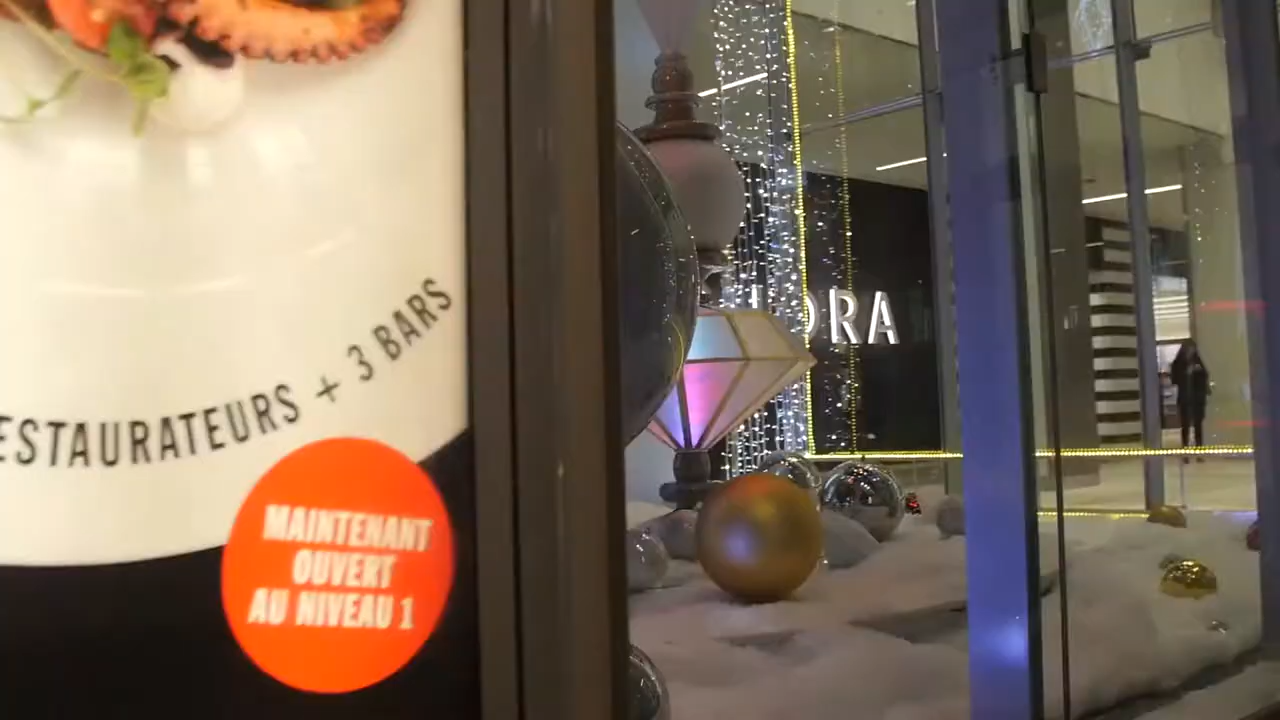 ESTAURATEURS + 3 BARS
MAINTENANT
OUVERT
AU NIVEAU 1
ORA